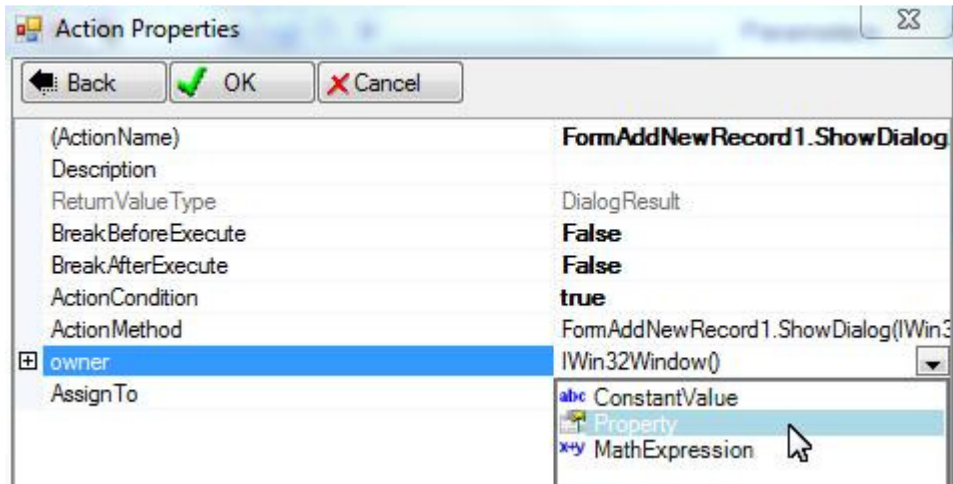 Action Properties
Back OK Cancel
(ActionName) FormAddNewRecord1.ShowDialog
Description
ReturnValueType DialogResult
BreakBeforeExecute False
BreakAfterExecute False
ActionCondition true
ActionMethod FormAddNewRecord1.ShowDialog(IWin3
owner IWin32Window()
AssignTo
abc ConstantValue
Property
x+y MathExpression